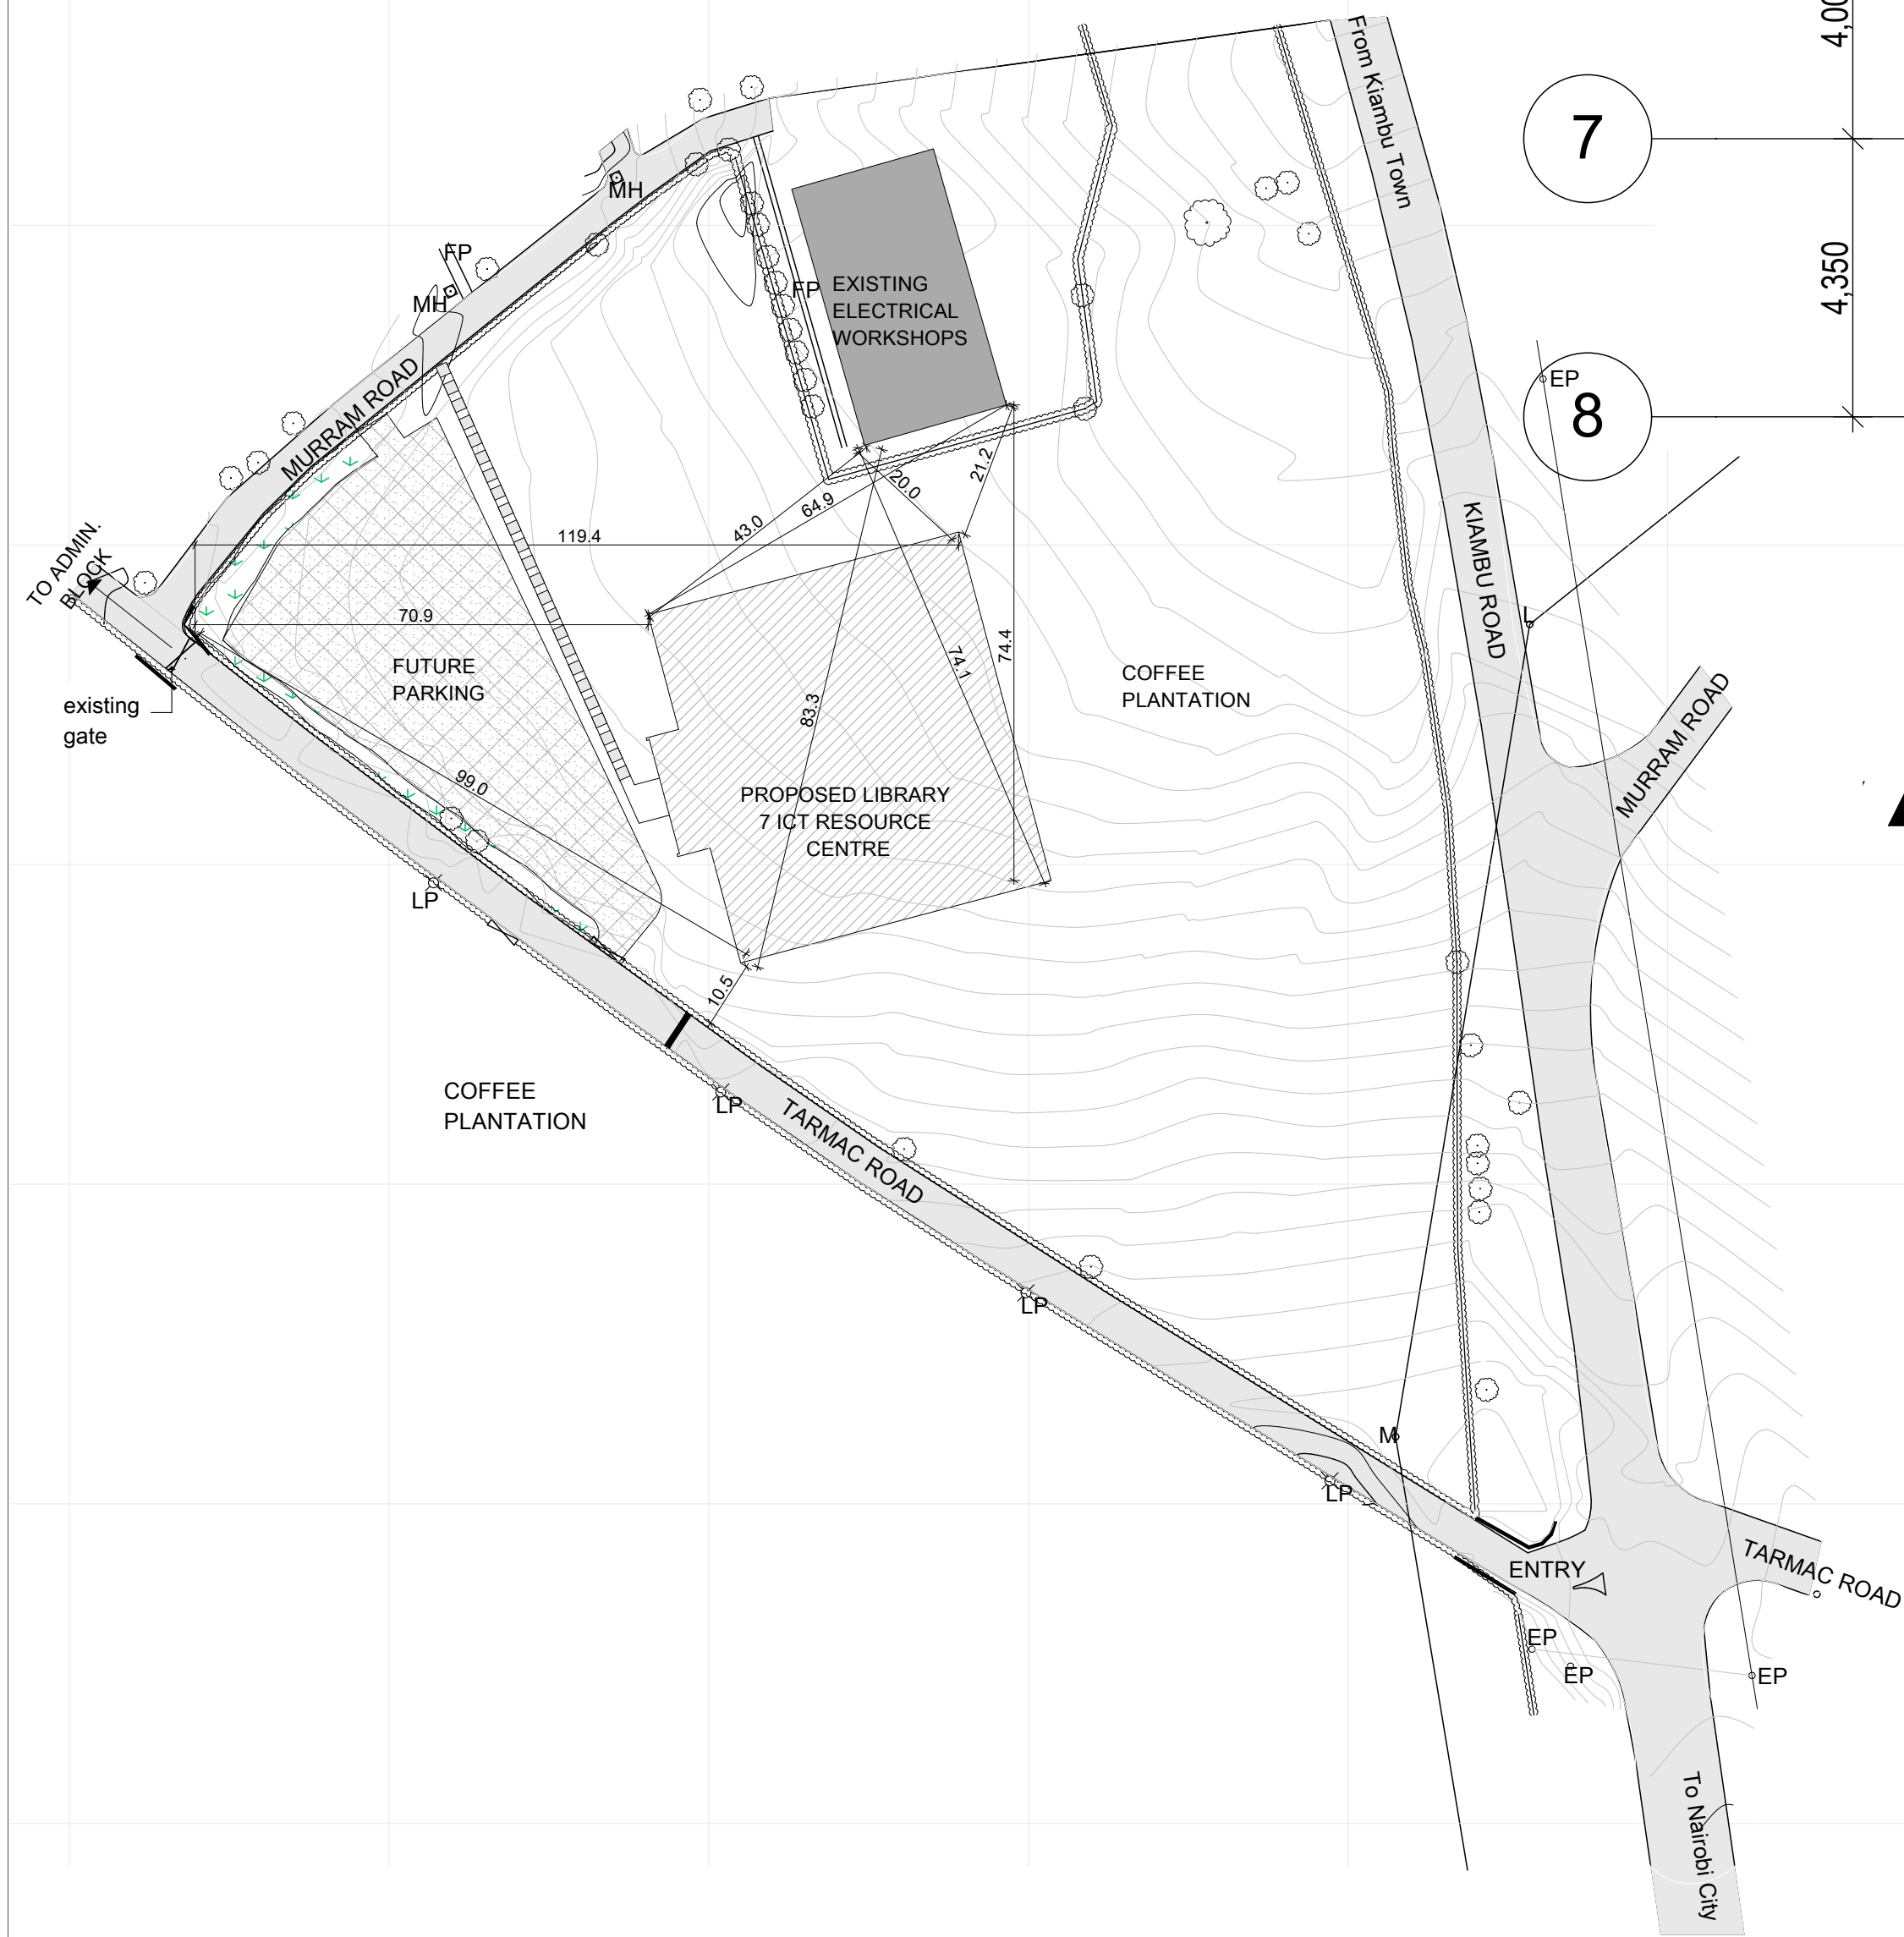 4,00
From Kiambu Town
7
MH
FP
MH
FP
EXISTING
ELECTRICAL
WORKSHOPS
4,350
EP
8
MURRAM ROAD
21.2
20.0
64.9
43.0
119.4
TO ADMIN.
BLOCK
KIAMBU ROAD
70.9
L
74.1
74.4
FUTURE
PARKING
COFFEE
PLANTATION
existing
gate
83.3
MURRAM ROAD
99.0
PROPOSED LIBRARY
7 ICT RESOURCE
CENTRE
LP
10.5
COFFEE
PLANTATION
LP
TARMAC ROAD
LP
M
LP
ENTRY
TARMAC ROAD
EP
EP
EP
To Nairobi City